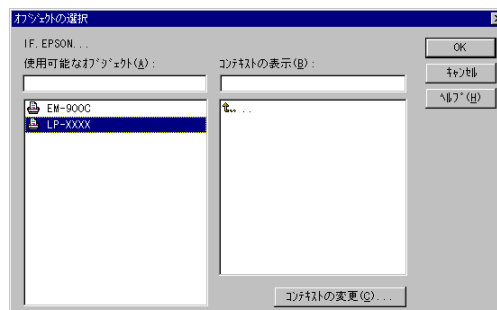 ｵﾌﾞｼﾞｪｸﾄの選択
IF.EPSON...
使用可能なｵﾌﾞｼﾞｪｸﾄ(A):
ｺﾝﾃｷｽﾄの表示(B):
OK
ｷｬﾝｾﾙ
ﾍﾙﾌﾟ(H)
EM-900C
LP-XXXX
..
ｺﾝﾃｷｽﾄの変更(C)...